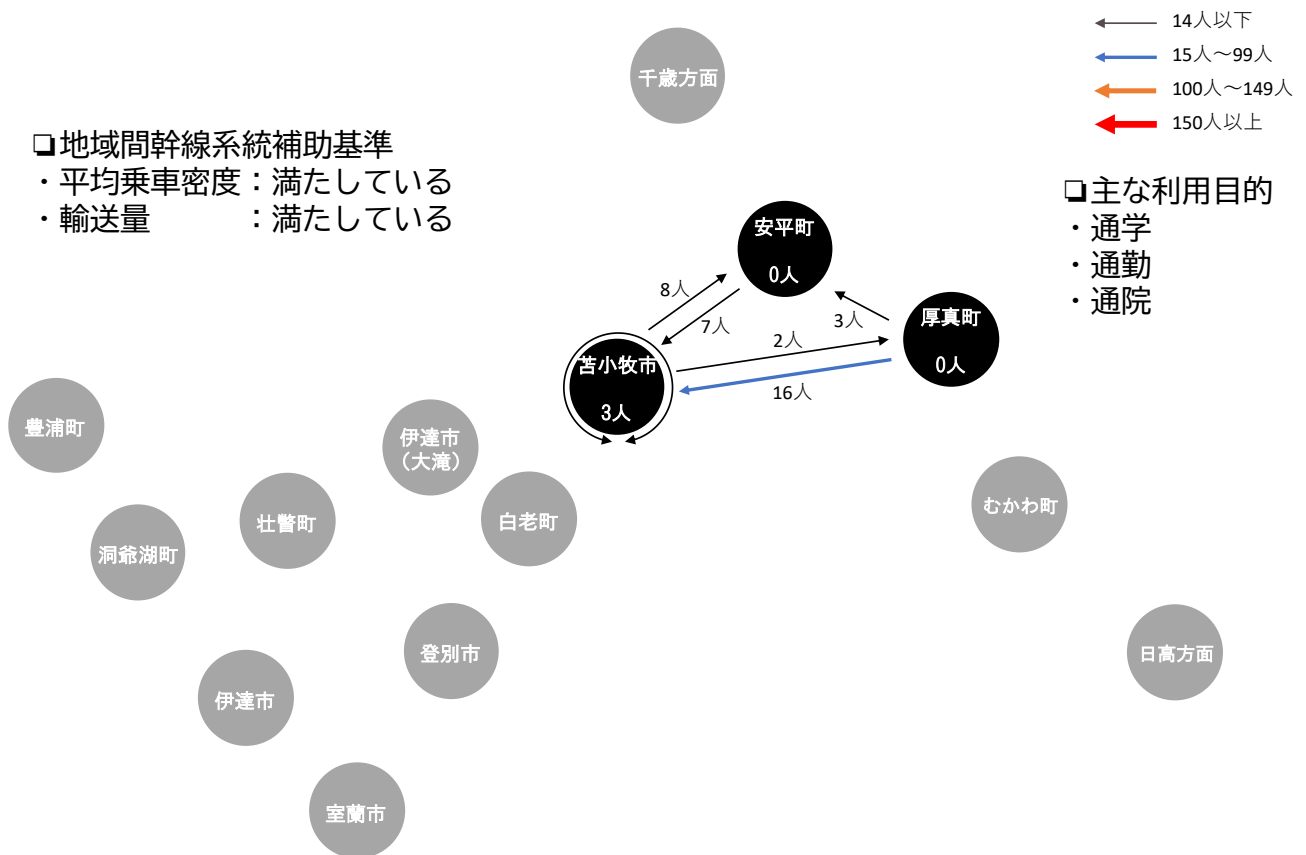 14人以下
15人～99人
100人～149人
150人以上
千歳方面
❑地域間幹線系統補助基準
・平均乗車密度：満たしている
・輸送量　　　：満たしている
❑主な利用目的
・通学
・通勤
・通院
安平町
0人
8人
7人
3人
厚真町
0人
2人
16人
苫小牧市
3人
豊浦町
伊達市
（大滝）
壮瞥町
白老町
洞爺湖町
むかわ町
登別市
日高方面
伊達市
室蘭市